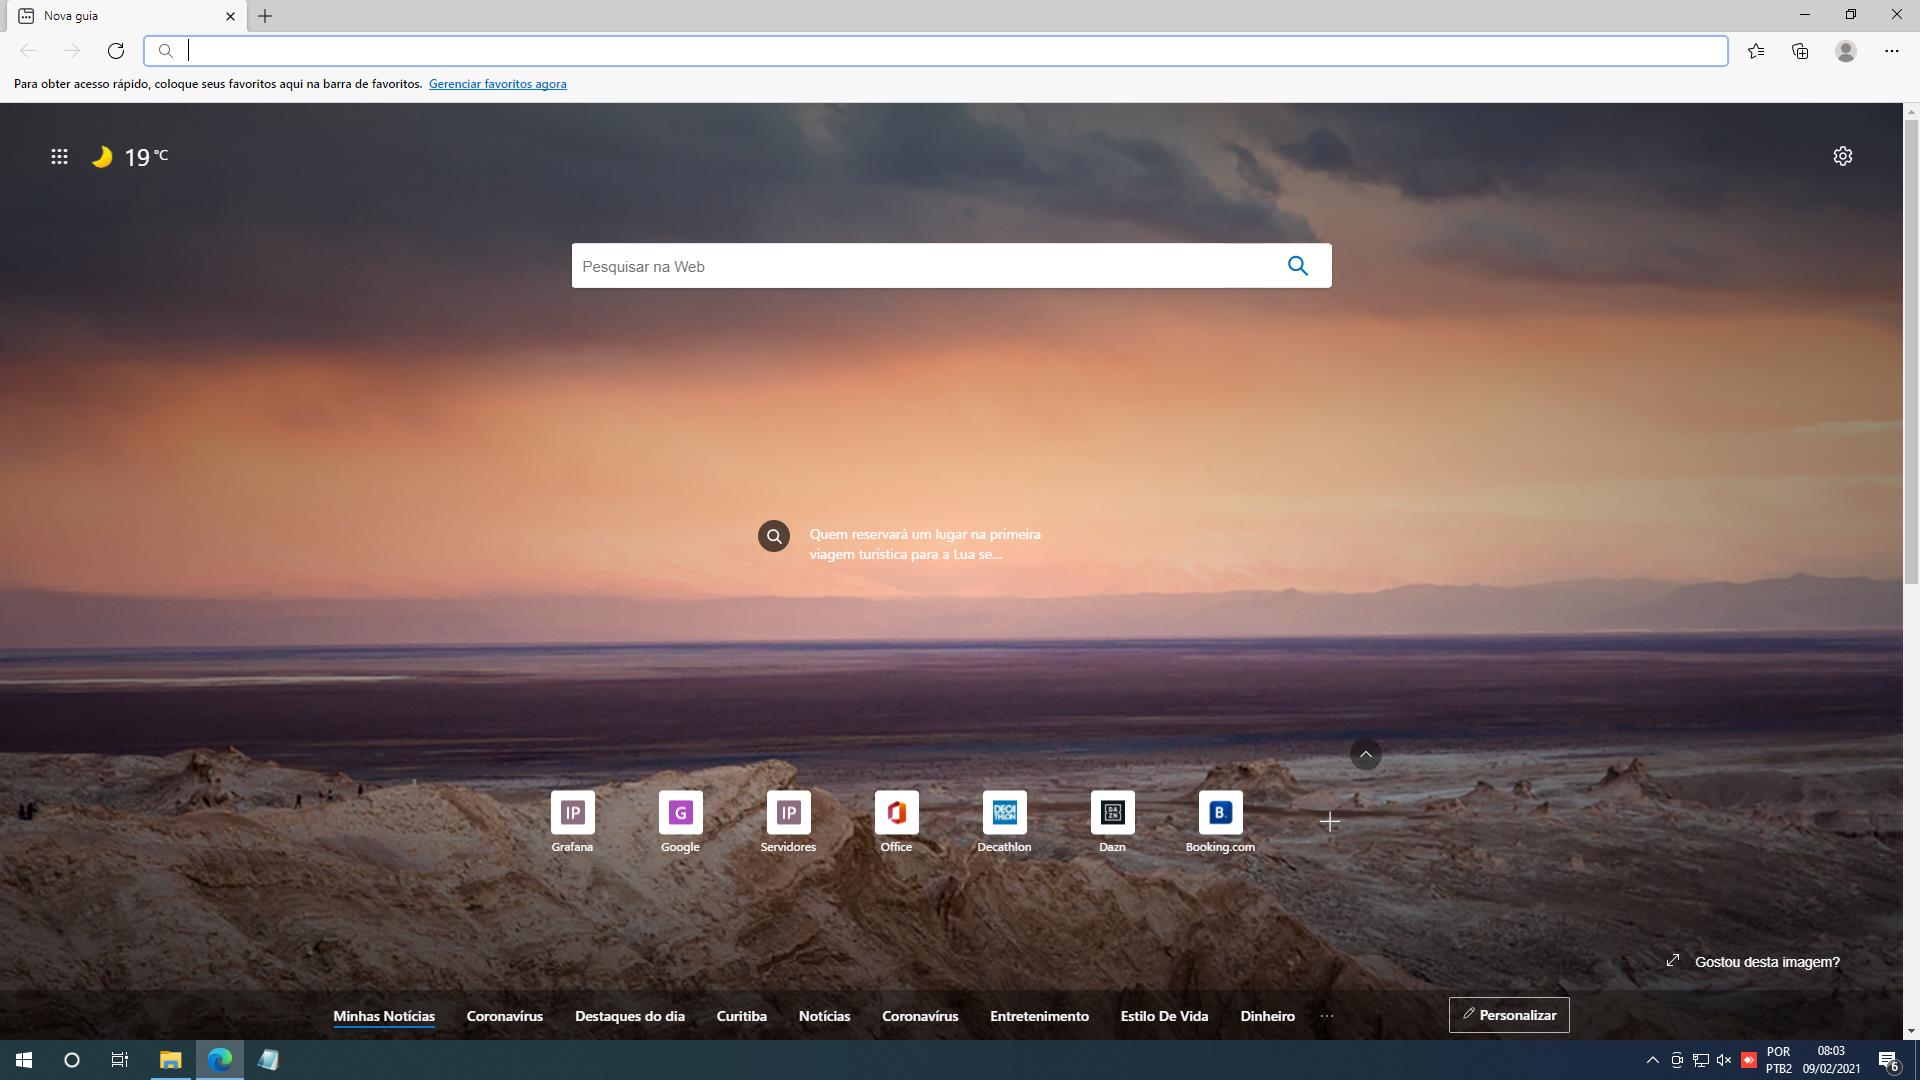 Nova guia
Para obter acesso rápido, coloque seus favoritos aqui na barra de favoritos. Gerenciar favoritos agora
19 °C
Pesquisar na Web
Quem reservará um lugar na primeira
viagem turística para a Lua se...
IP
G
IP
DECATHLON
DAZN
B.
Grafana
Google
Servidores
Office
Decathlon
Dazn
Booking.com
Gostou desta imagem?
Minhas Notícias
Coronavírus
Destaques do dia
Curitiba
Notícias
Coronavírus
Entretenimento
Estilo De Vida
Dinheiro
...
Personalizar
POR
PTB2
08:03
09/02/2021
6